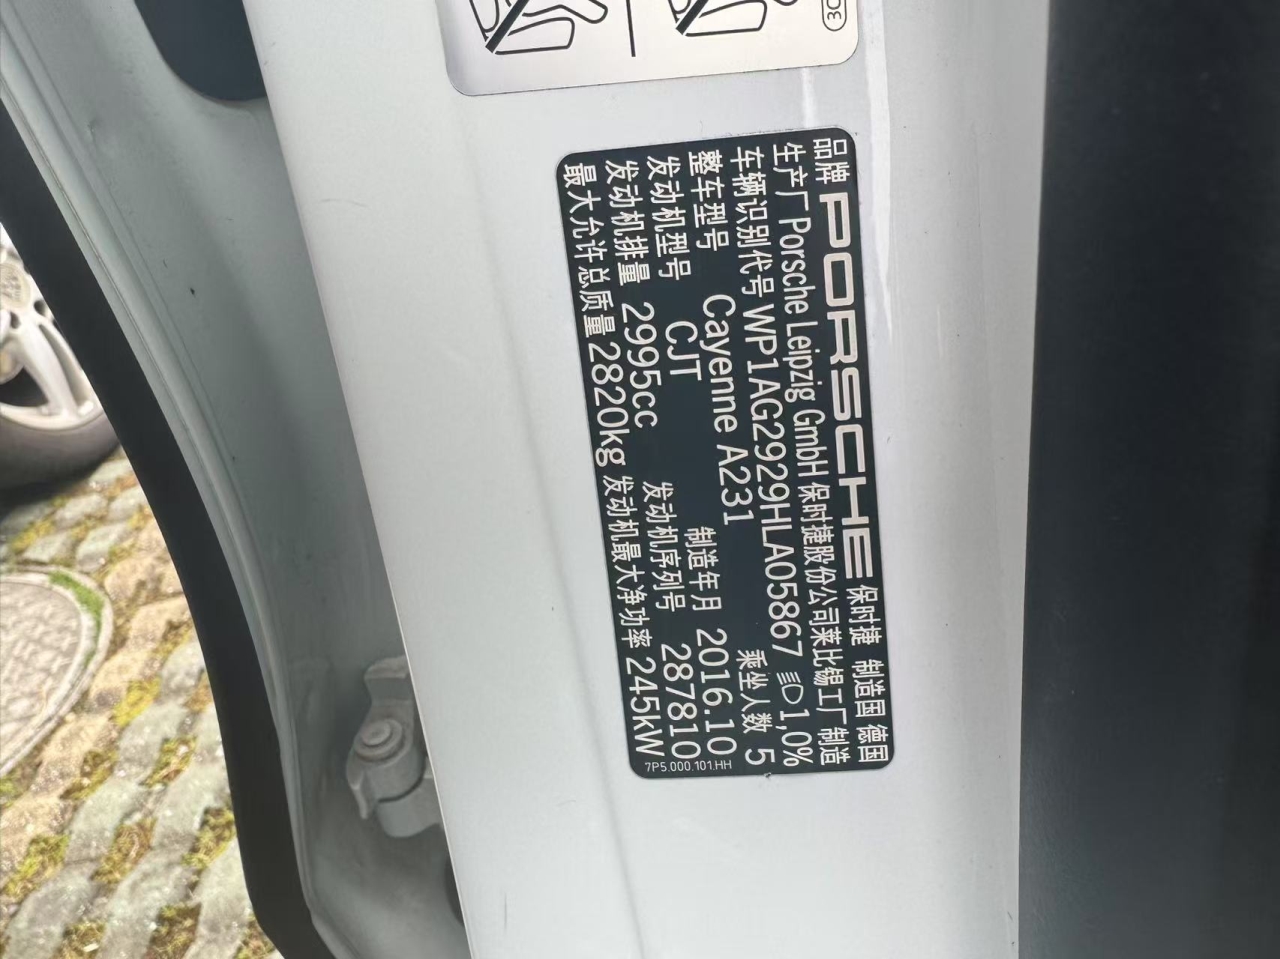 品牌 PORSCHE 保时捷 制造国 德国
生产厂 Porsche Leipzig GmbH 保时捷股份公司莱比锡工厂制造
车辆识别代号 WP1AG2929HLA05867 1,0%
整车型号 Cayenne A231 乘坐人数 5
发动机型号 CJT 制造年月 2016.10
发动机排量 2995cc 发动机序列号 287810
最大允许总质量 2820kg 发动机最大净功率 245kW
7P5.000.101.HH